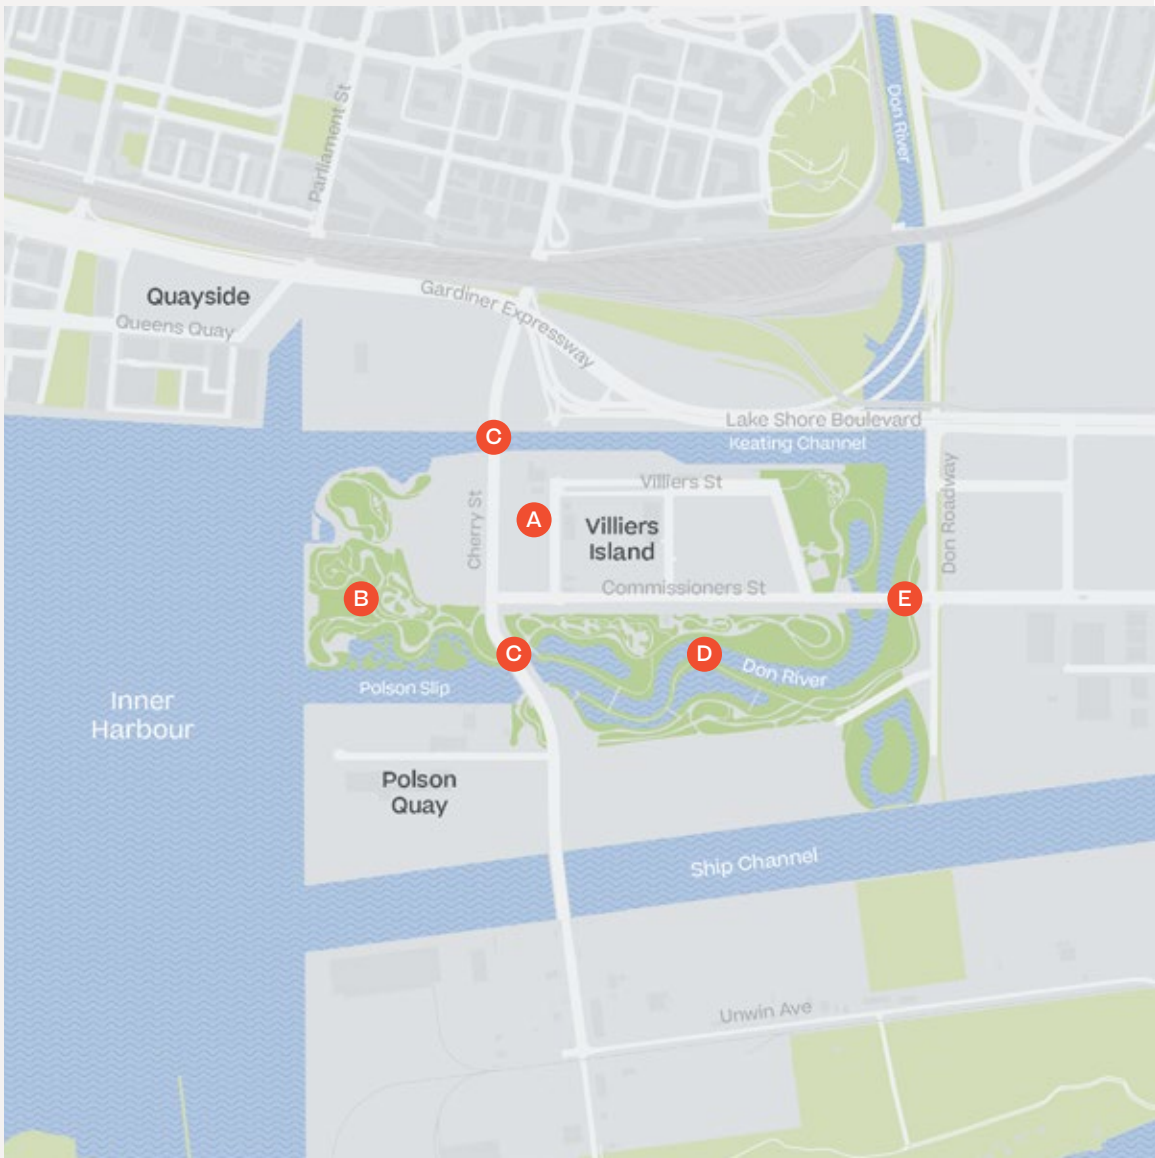 Don River
Parliament St
Quayside
Queens Quay
Gardiner Expressway
Lake Shore Boulevard
C
Keating Channel
Villiers St
Cherry St
A
Villiers
Island
Don Roadway
Commissioners St
B
E
C
D
Don River
Polson Slip
Inner
Harbour
Polson
Quay
Ship Channel
Unwin Ave